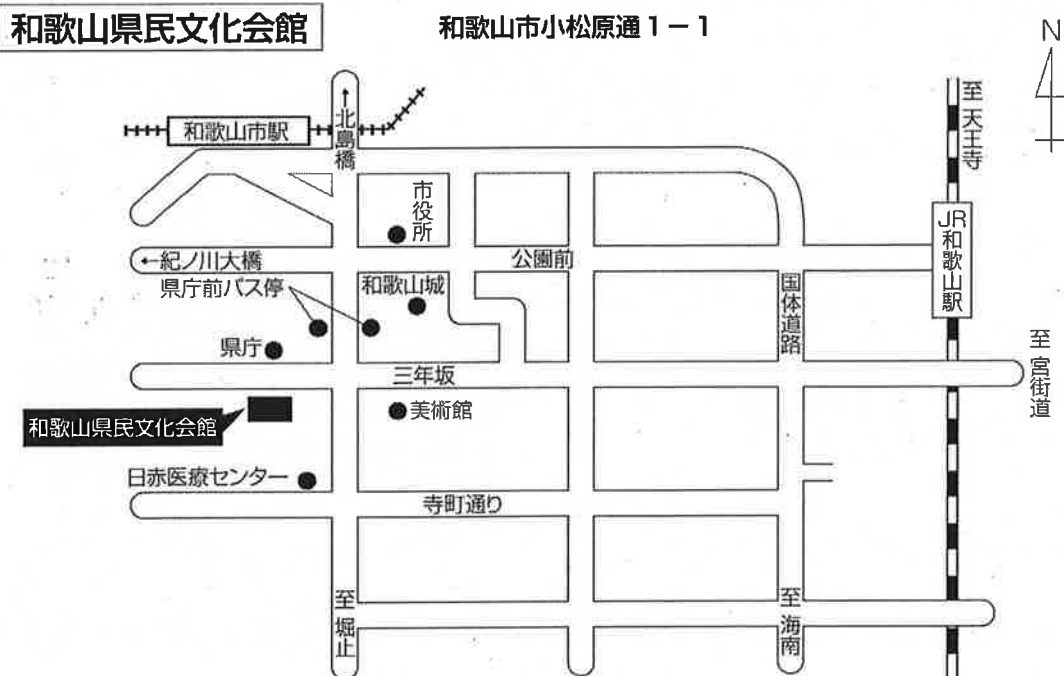 和歌山県民文化会館
和歌山市小松原通1－1
N
↑北島橋
和歌山市駅
至天王寺
市役所
JR和歌山駅
←紀ノ川大橋
公園前
県庁前バス停
和歌山城
国体道路
県庁
三年坂
至宮街道
和歌山県民文化会館
美術館
日赤医療センター
寺町通り
至堀止
至海南